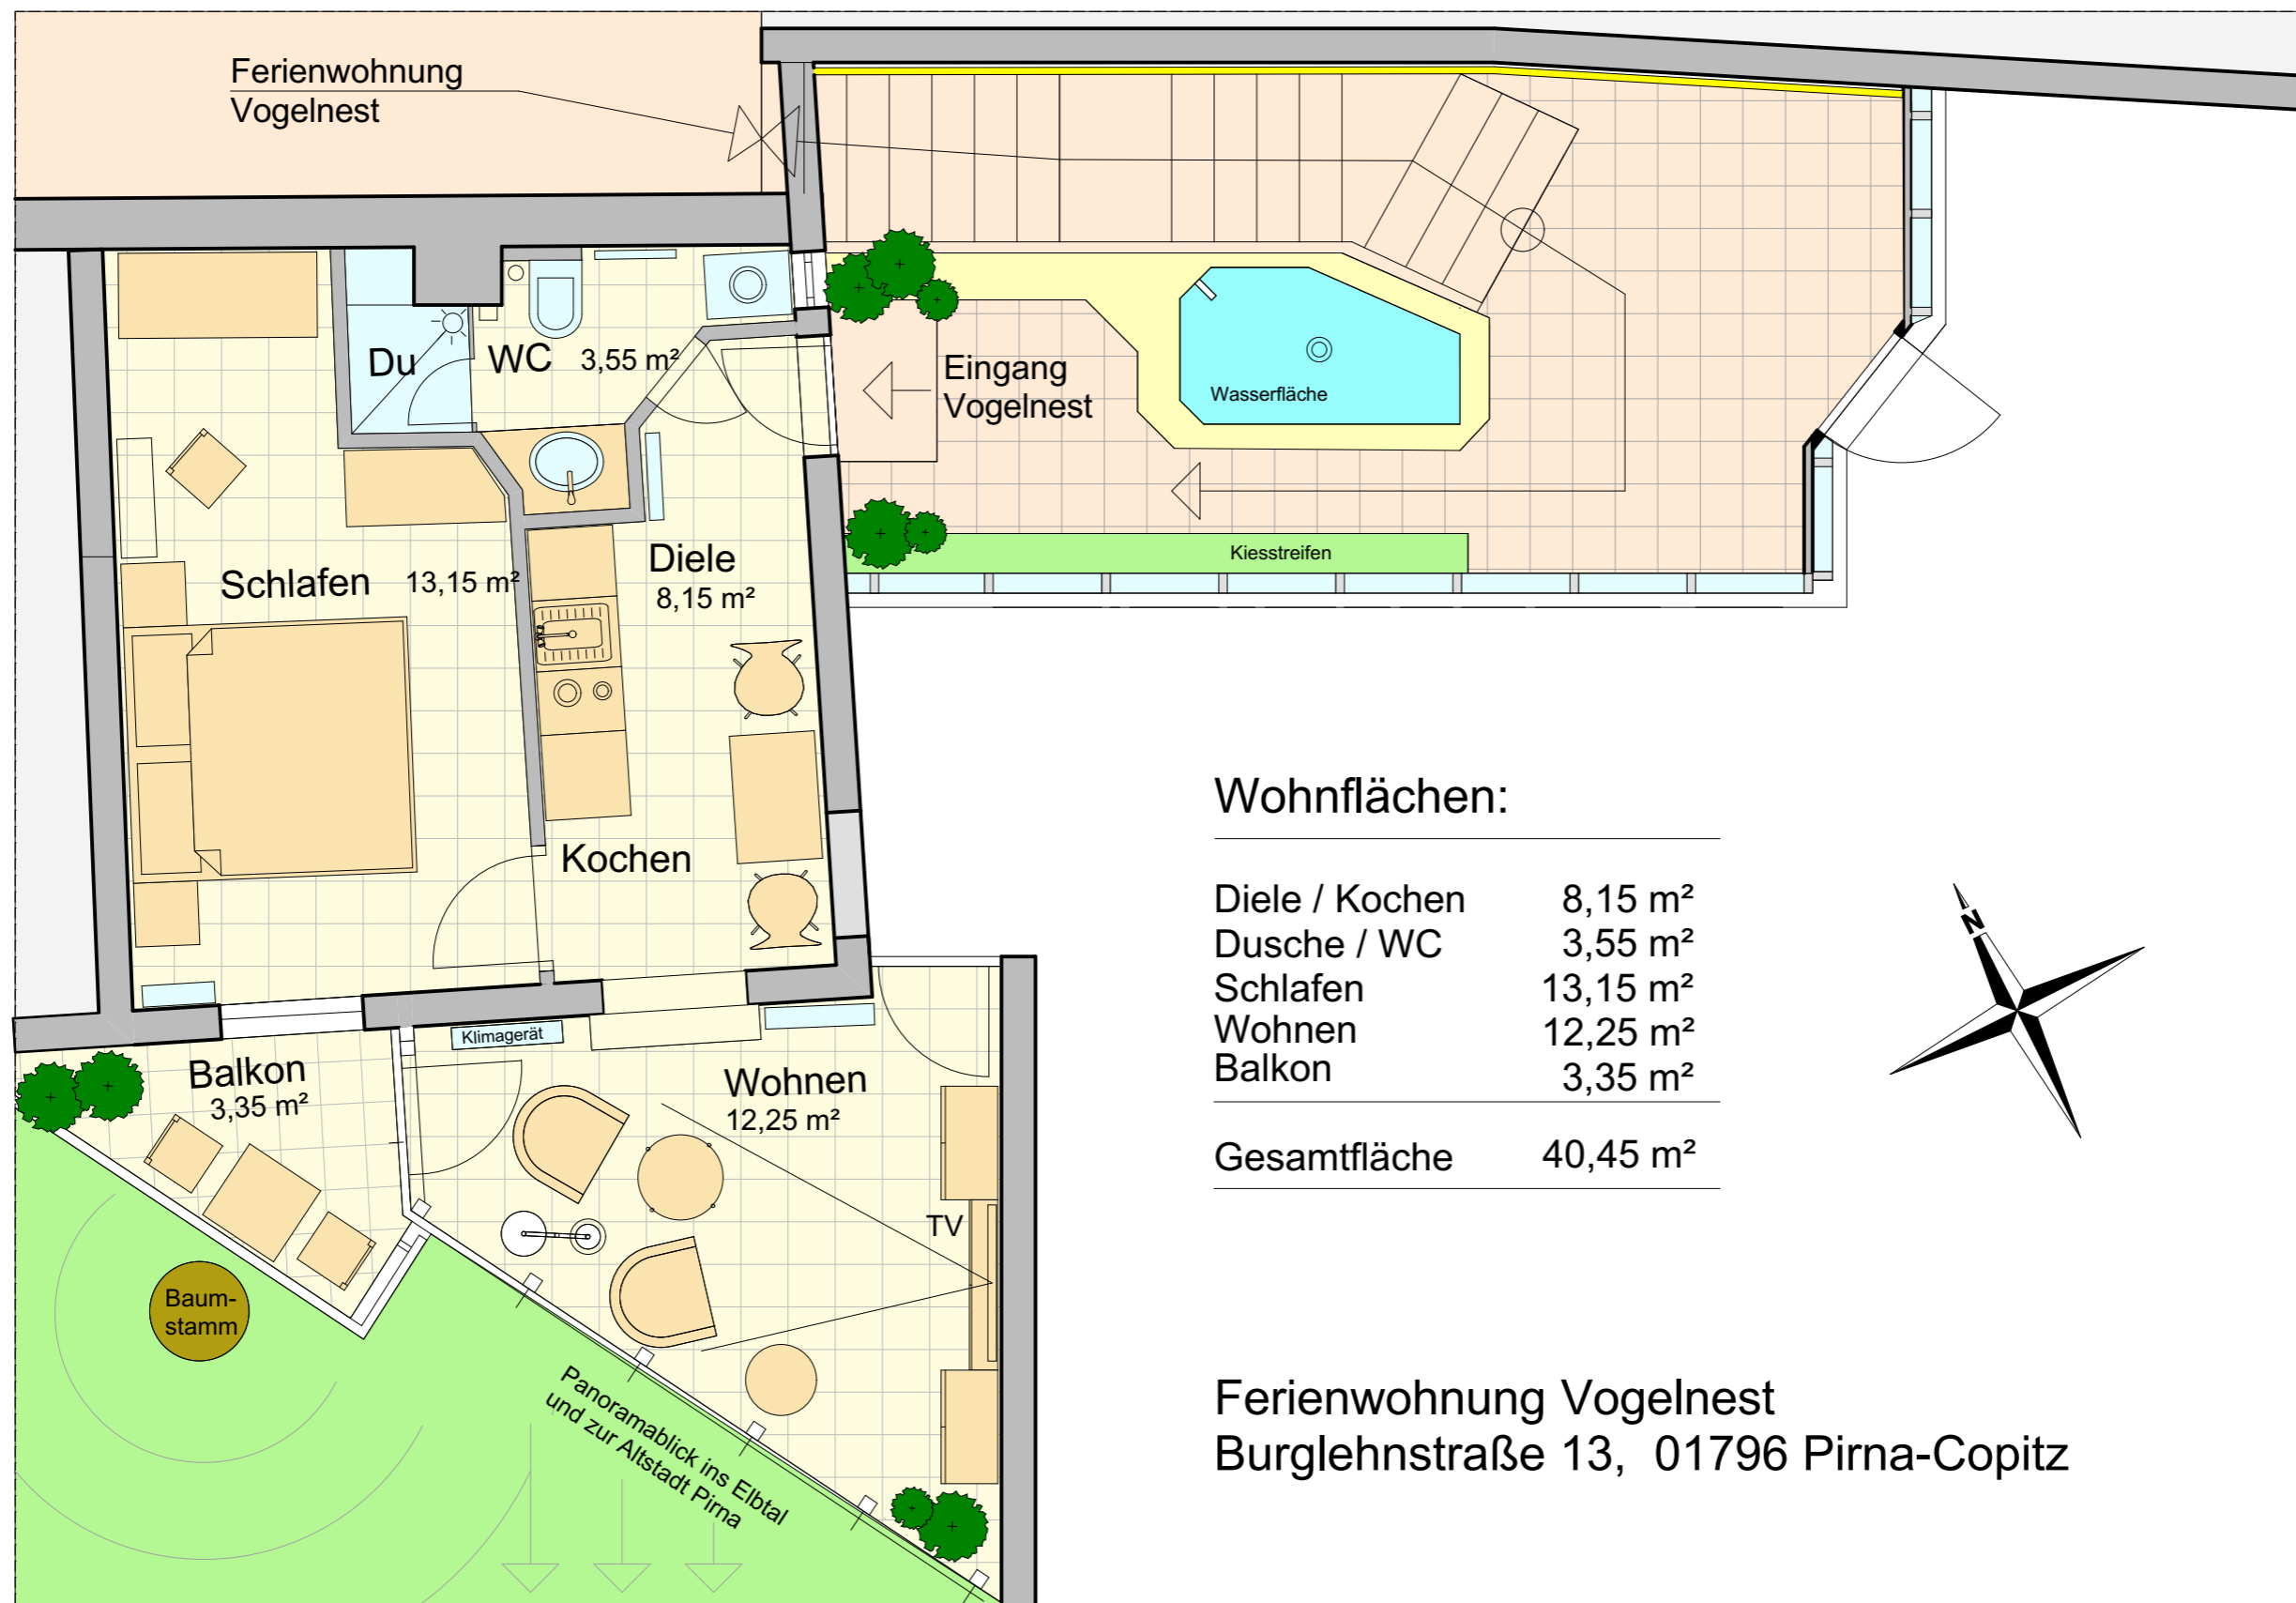 Ferienwohnung
Vogelnest
Du
WC 3,55 m²
Eingang
Vogelnest
Wasserfläche
Kiesstreifen
Schlafen 13,15 m²
Diele
8,15 m²
Kochen
Klimagerät
Balkon
3,35 m²
Wohnen
12,25 m²
TV
Baum-
stamm
Panoramablick ins Elbtal
und zur Altstadt Pirna
Wohnflächen:
Diele / Kochen 8,15 m²
Dusche / WC 3,55 m²
Schlafen 13,15 m²
Wohnen 12,25 m²
Balkon 3,35 m²
Gesamtfläche 40,45 m²
N
Ferienwohnung Vogelnest
Burglehnstraße 13, 01796 Pirna-Copitz